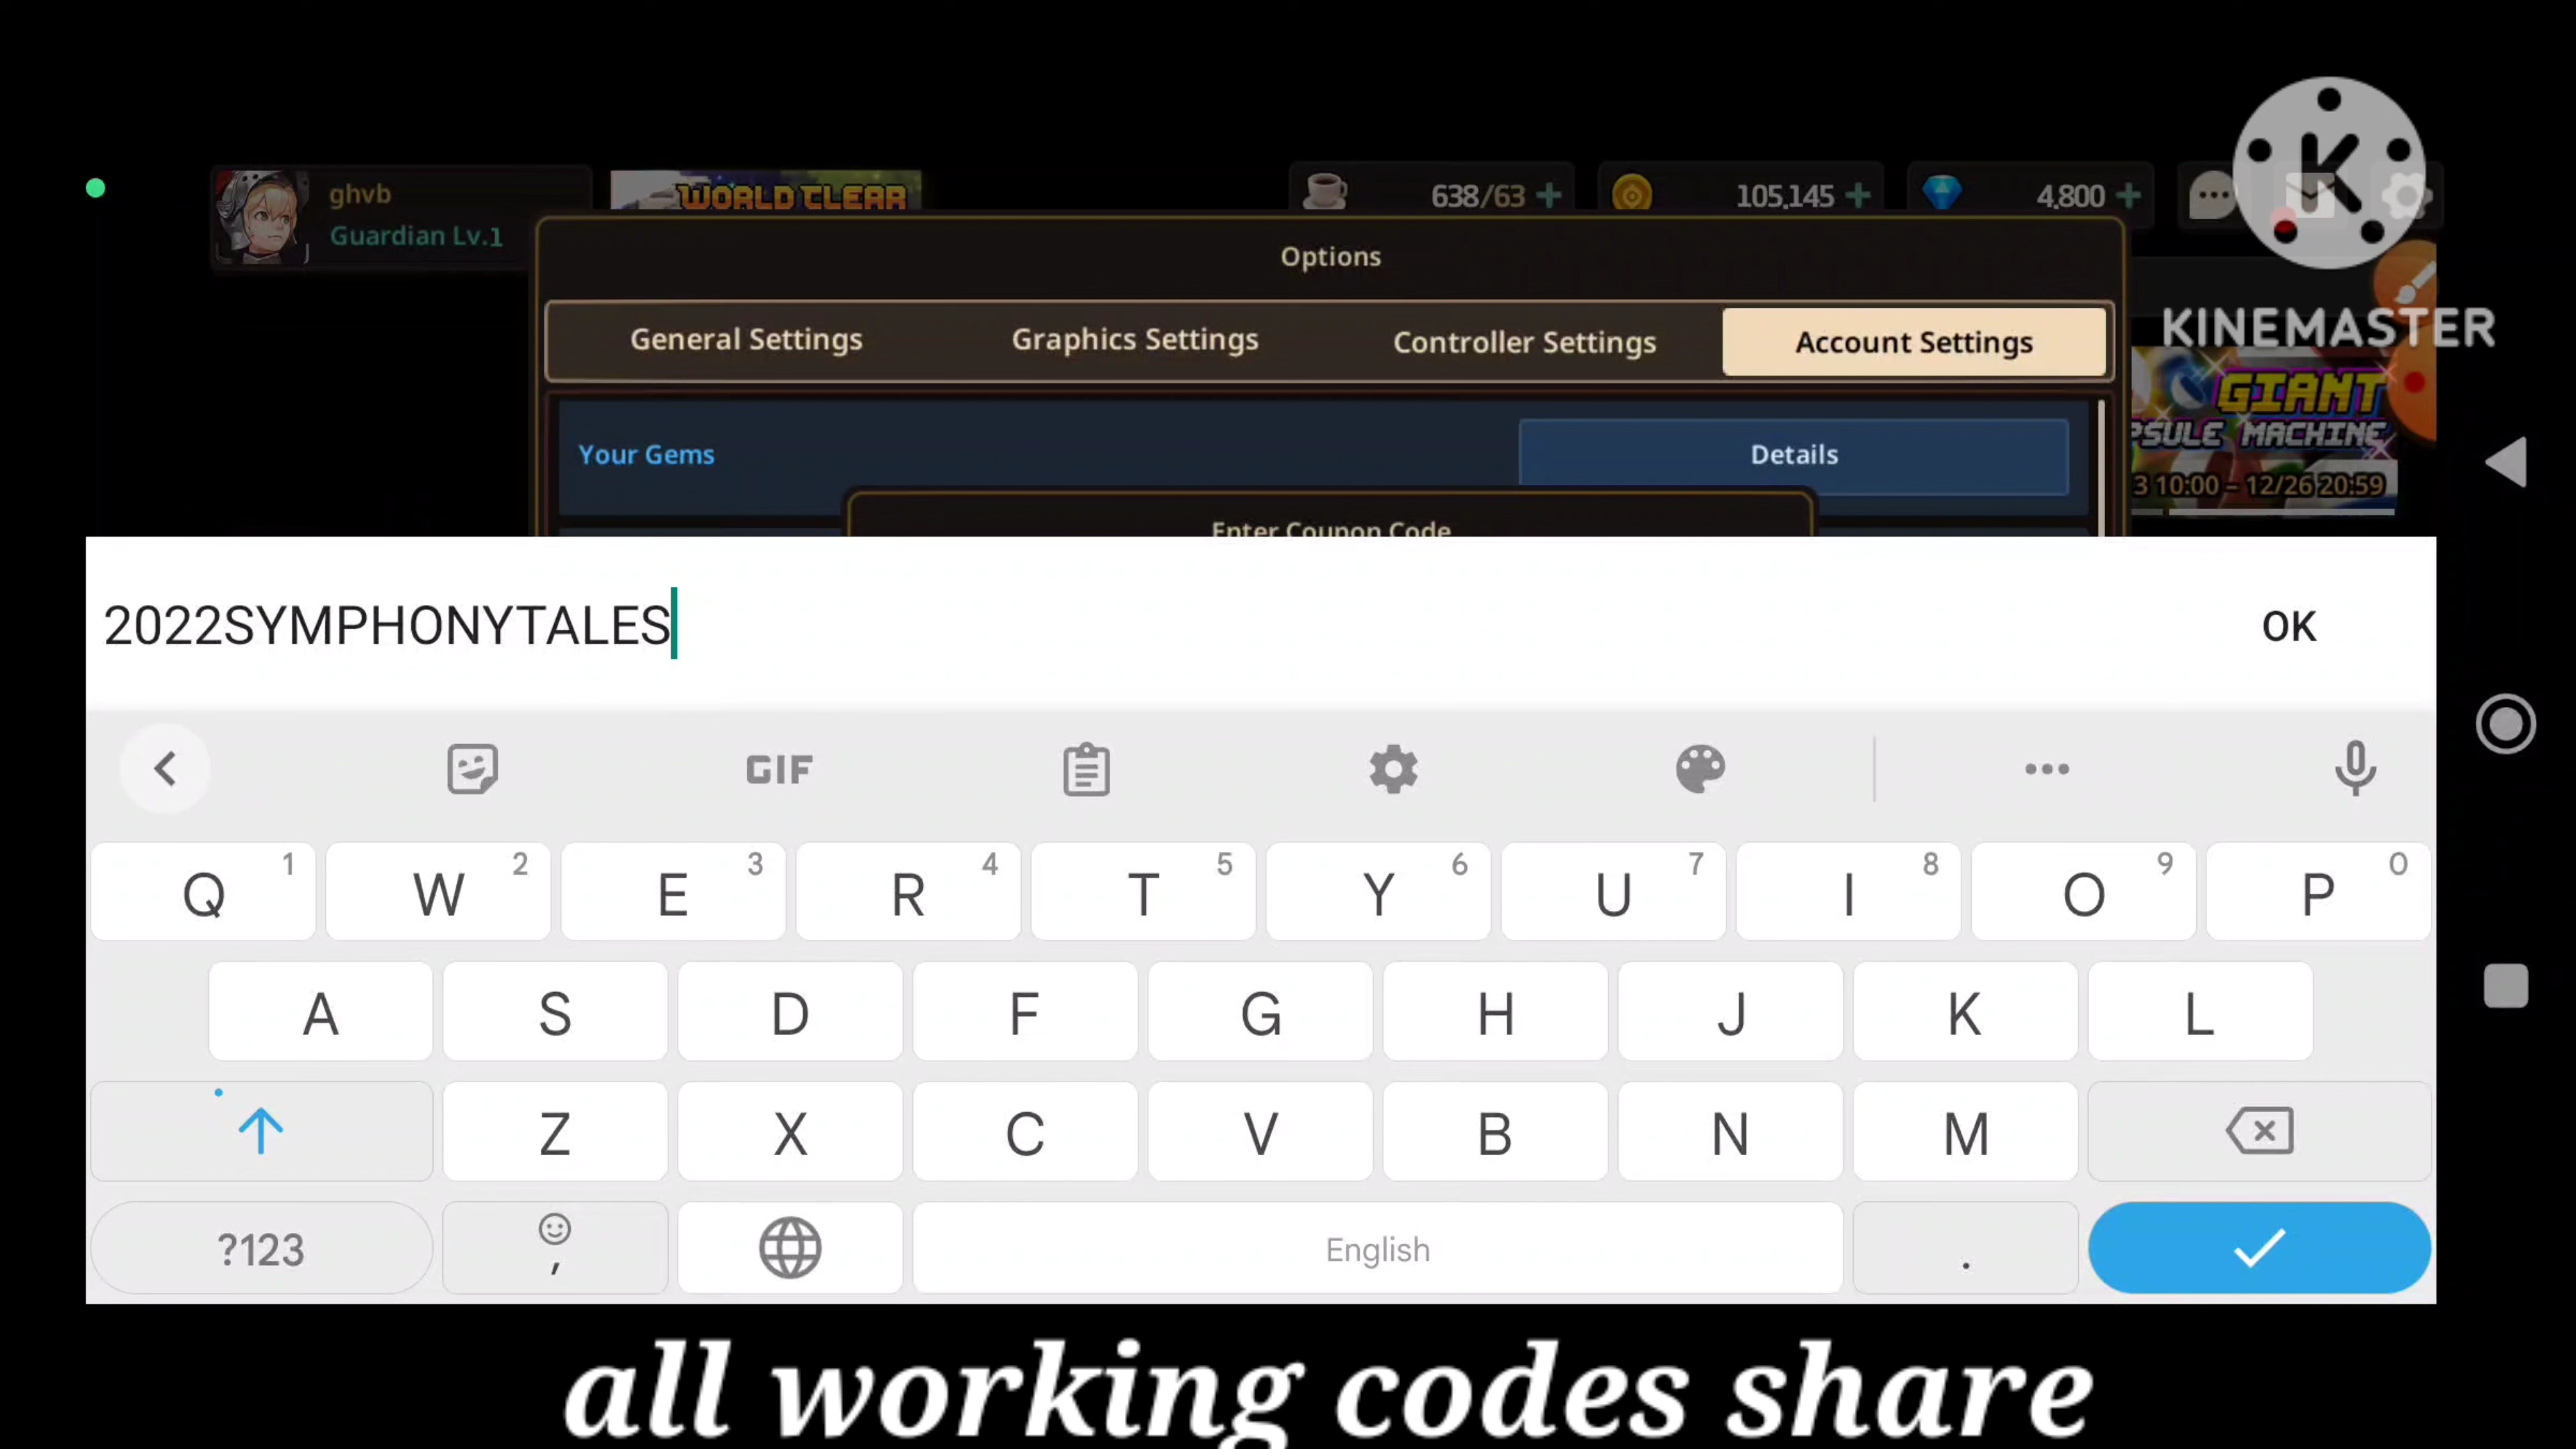 ghvb
Guardian Lv.1
WORLD CLEAR
638/63
105,145
4,800
K
KINEMASTER
Options
General Settings
Graphics Settings
Controller Settings
Account Settings
Your Gems
Details
GIANT
PSULE MACHINE
3 10:00 – 12/26 20:59
Enter Coupon Code
2022SYMPHONYTALES
OK
GIF
Q 1 W 2 E 3 R 4 T 5 Y 6 U 7 I 8 O 9 P 0
A S D F G H J K L
Z X C V B N M
?123 , English .
all working codes share